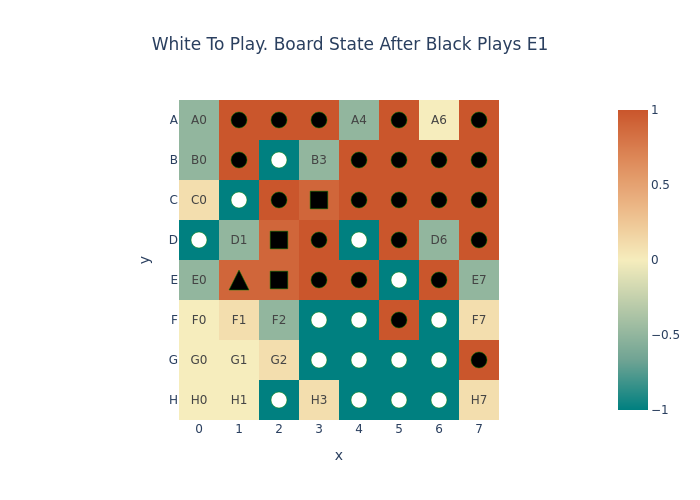 White To Play. Board State After Black Plays E1
A A0 A4 A6
B B0 B3
C C0
D D1 D6
E E0 E7
F F0 F1 F2 F7
G G0 G1 G2
H H0 H1 H3 H7
0 1 2 3 4 5 6 7
x
y
1
0.5
0
−0.5
−1